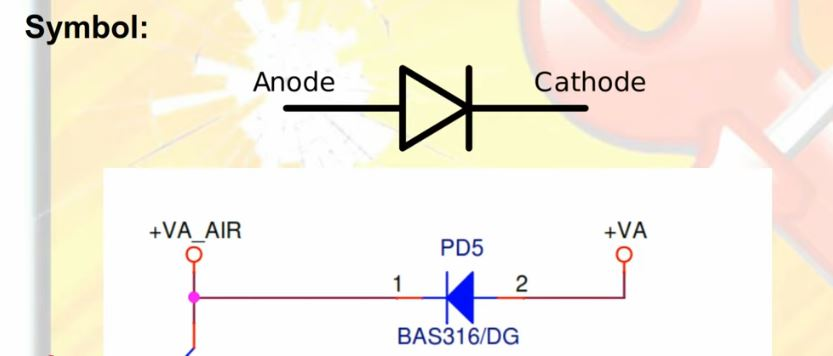 Symbol:
Anode Cathode
+VA_AIR +VA
PD5
1 2
BAS316/DG